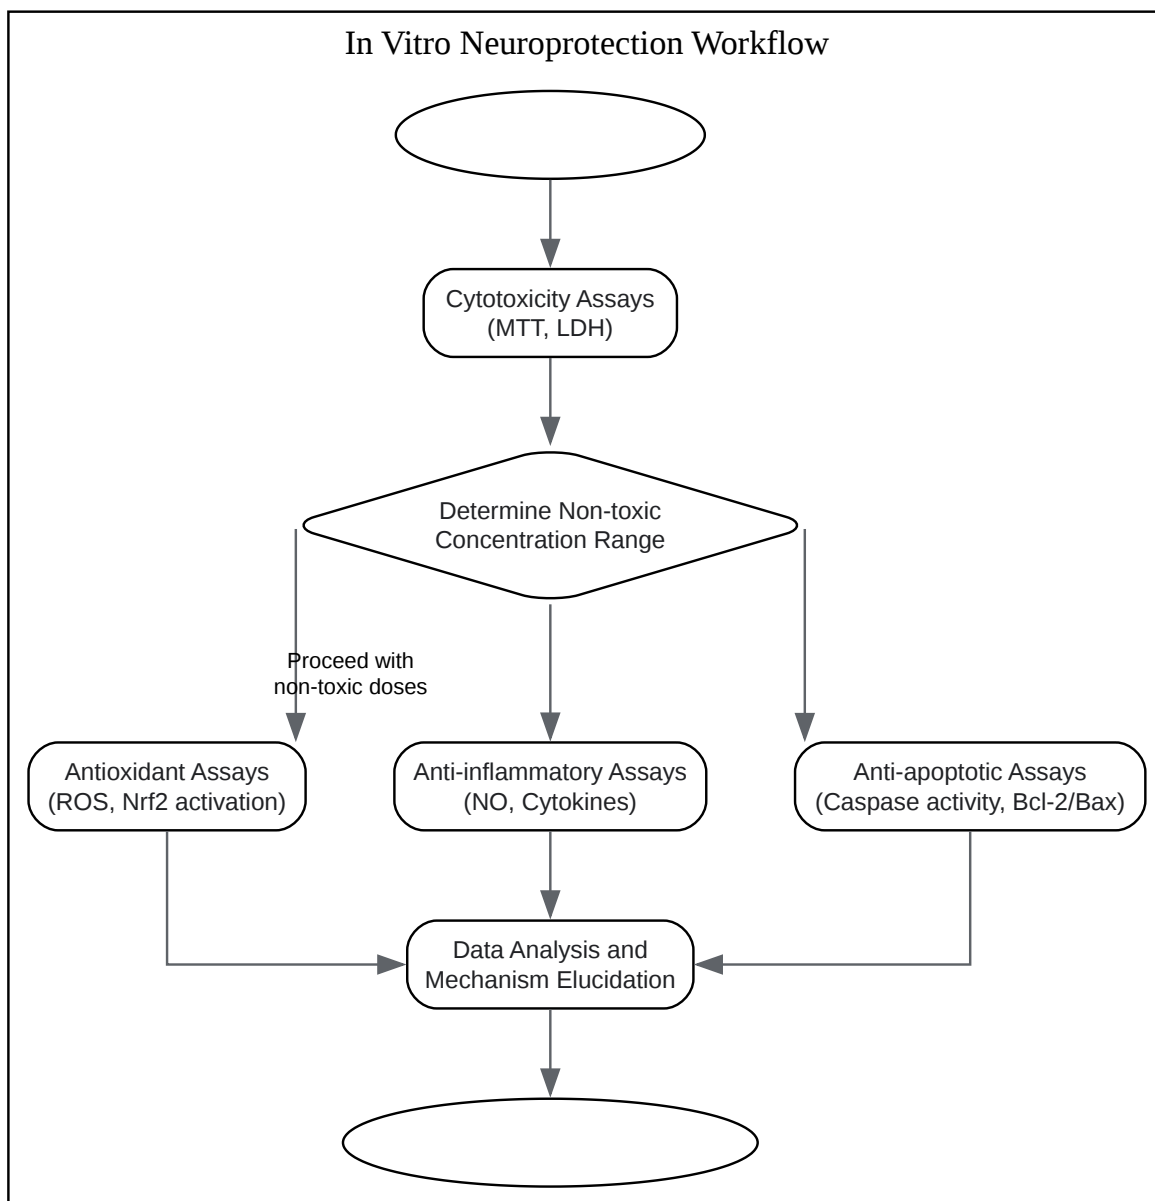 In Vitro Neuroprotection Workflow
Cytotoxicity Assays
(MTT, LDH)
Determine Non-toxic
Concentration Range
Proceed with
non-toxic doses
Antioxidant Assays
(ROS, Nrf2 activation)
Anti-inflammatory Assays
(NO, Cytokines)
Anti-apoptotic Assays
(Caspase activity, Bcl-2/Bax)
Data Analysis and
Mechanism Elucidation